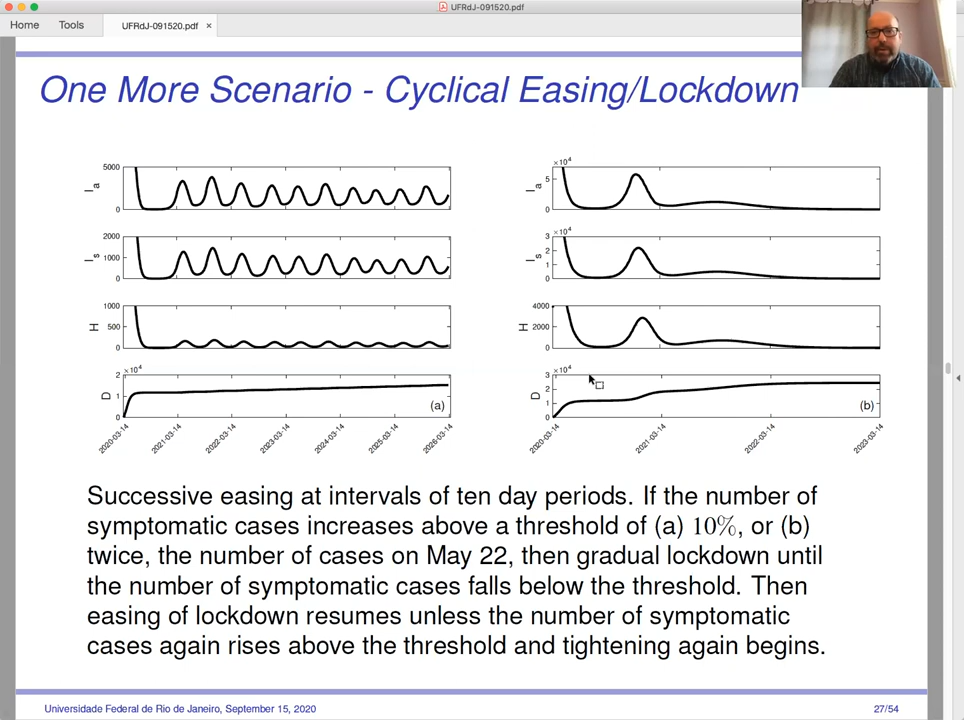 UFRdJ-091520.pdf
Home Tools UFRdJ-091520.pdf ×
One More Scenario - Cyclical Easing/Lockdown
5000
0
I a
2000
1000
0
I s
1000
500
0
H
×10^4
2
1
0
D
(a)
2020-03-14 2021-03-14 2022-03-14 2023-03-14 2024-03-14 2025-03-14 2026-03-14
×10^4
5
0
I a
×10^4
3
2
1
0
I s
4000
2000
0
H
×10^4
3
2
1
0
D
(b)
2020-03-14 2021-03-14 2022-03-14 2023-03-14
Successive easing at intervals of ten day periods. If the number of
symptomatic cases increases above a threshold of (a) 10%, or (b)
twice, the number of cases on May 22, then gradual lockdown until
the number of symptomatic cases falls below the threshold. Then
easing of lockdown resumes unless the number of symptomatic
cases again rises above the threshold and tightening again begins.
Universidade Federal de Rio de Janeiro, September 15, 2020 27/54